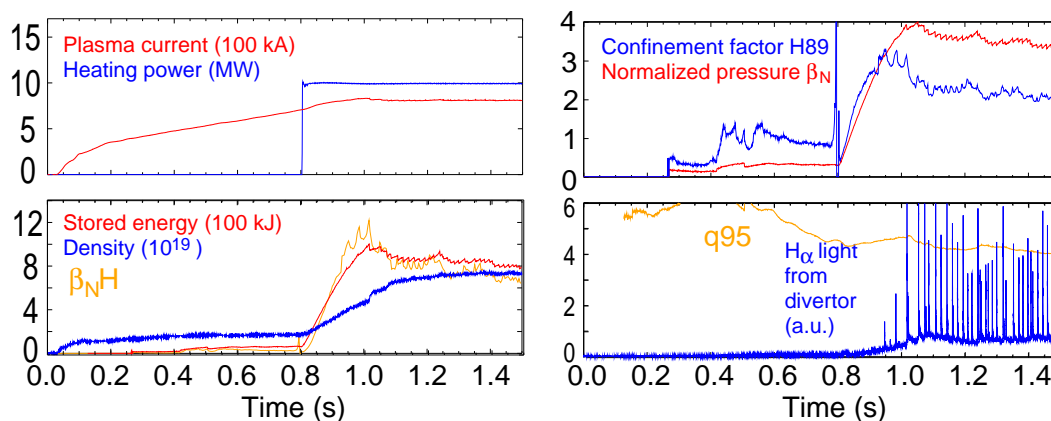 15
10
5
0
Plasma current (100 kA)
Heating power (MW)
4
3
2
1
0
Confinement factor H89
Normalized pressure βN
12
8
4
0
Stored energy (100 kJ)
Density (10¹⁹ )
βNH
6
4
2
0
q95
Hα light
from
divertor
(a.u.)
0.0 0.2 0.4 0.6 0.8 1.0 1.2 1.4
Time (s)
0.0 0.2 0.4 0.6 0.8 1.0 1.2 1.4
Time (s)